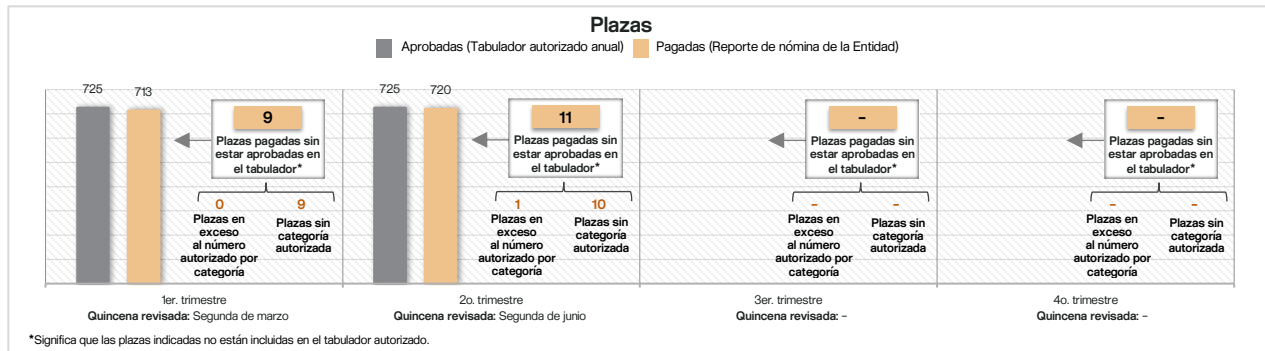 Plazas
Aprobadas (Tabulador autorizado anual) Pagadas (Reporte de nómina de la Entidad)
725
713
9
Plazas pagadas sin
estar aprobadas en
el tabulador*
0
Plazas en
exceso
al número
autorizado por
categoría
9
Plazas sin
categoría
autorizada
1er. trimestre
Quincena revisada: Segunda de marzo
725
720
11
Plazas pagadas sin
estar aprobadas en
el tabulador*
1
Plazas en
exceso
al número
autorizado por
categoría
10
Plazas sin
categoría
autorizada
2o. trimestre
Quincena revisada: Segunda de junio
-
Plazas pagadas sin
estar aprobadas en
el tabulador*
-
Plazas en
exceso
al número
autorizado por
categoría
-
Plazas sin
categoría
autorizada
3er. trimestre
Quincena revisada: -
-
Plazas pagadas sin
estar aprobadas en
el tabulador*
-
Plazas en
exceso
al número
autorizado por
categoría
-
Plazas sin
categoría
autorizada
4o. trimestre
Quincena revisada: -
*Significa que las plazas indicadas no están incluidas en el tabulador autorizado.